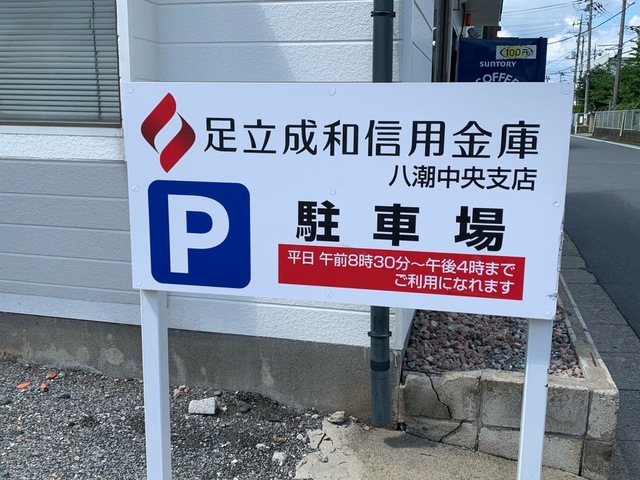 100円
SUNTORY
COFFEE
足立成和信用金庫
八潮中央支店
P
駐車場
平日 午前8時30分～午後4時まで
ご利用になれます